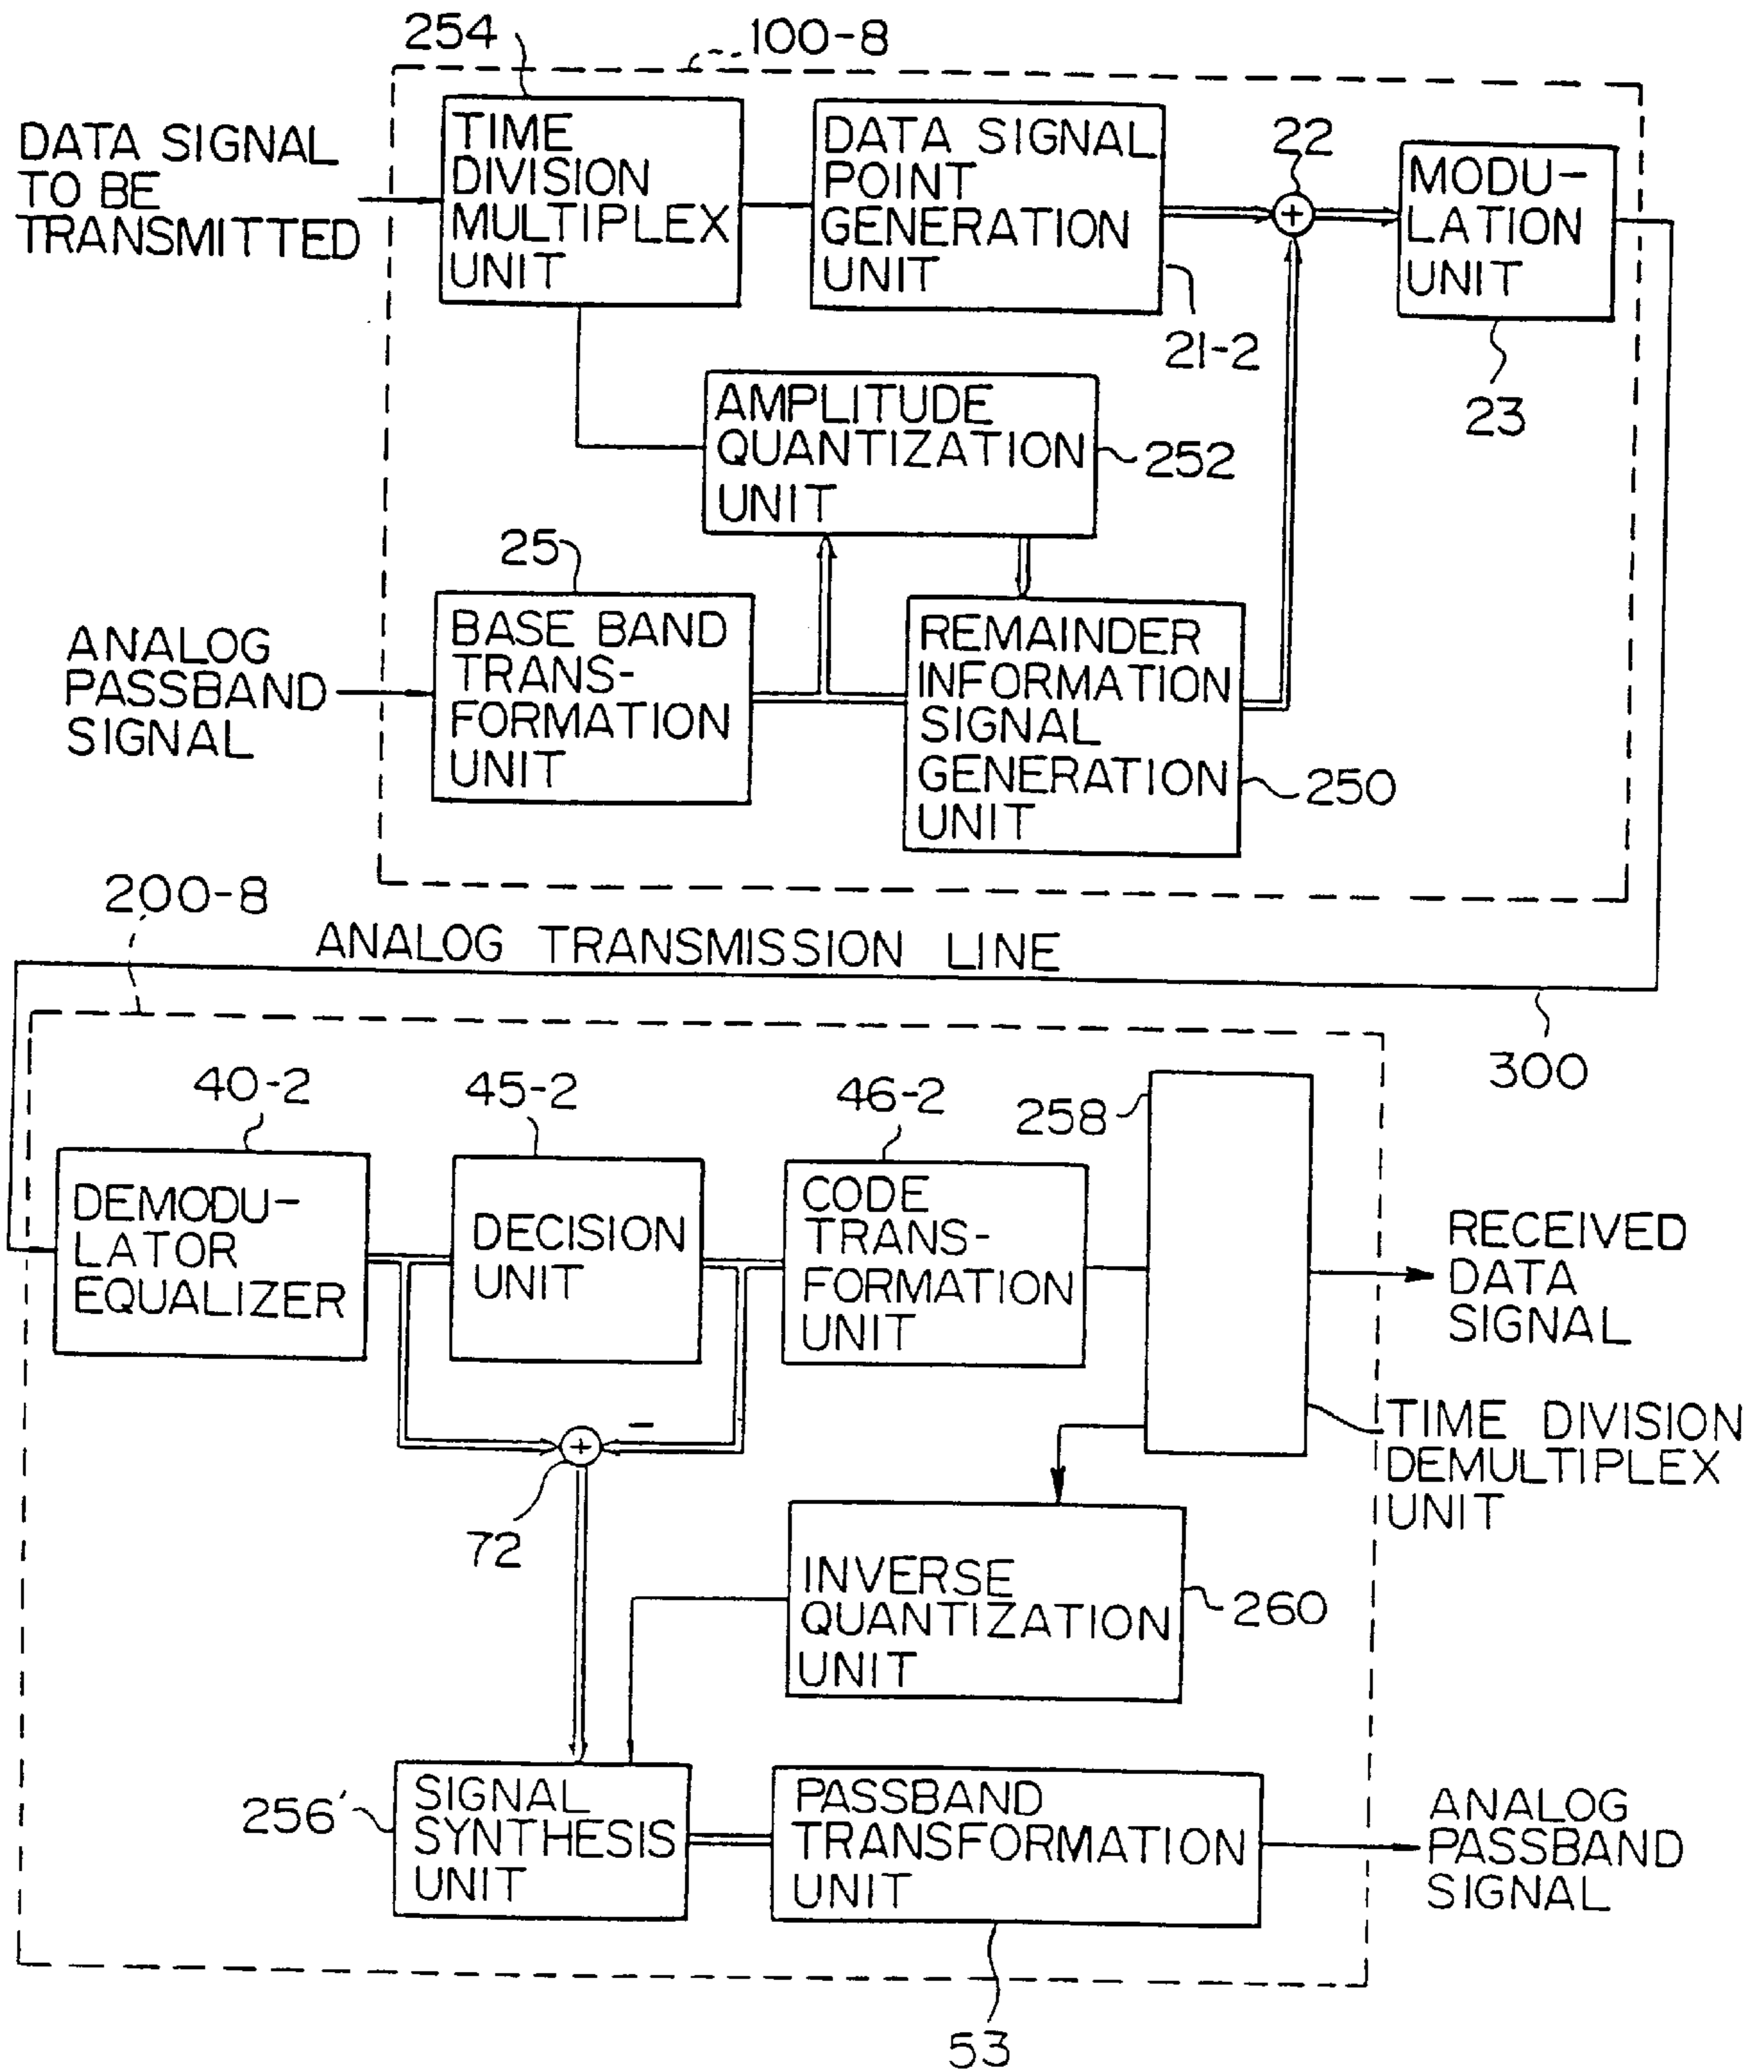 254
100-8
DATA SIGNAL
TO BE
TRANSMITTED
TIME
DIVISION
MULTIPLEX
UNIT
DATA SIGNAL
POINT
GENERATION
UNIT
22
+
MODU-
LATION
UNIT
21-2
23
AMPLITUDE
QUANTIZATION
UNIT
252
25
ANALOG
PASSBAND
SIGNAL
BASE BAND
TRANS-
FORMATION
UNIT
REMAINDER
INFORMATION
SIGNAL
GENERATION
UNIT
250
200-8
ANALOG TRANSMISSION LINE
300
40-2
45-2
46-2
258
DEMODU-
LATOR
EQUALIZER
DECISION
UNIT
CODE
TRANS-
FORMATION
UNIT
RECEIVED
DATA
SIGNAL
+
−
72
TIME DIVISION
DEMULTIPLEX
UNIT
INVERSE
QUANTIZATION
UNIT
260
256'
SIGNAL
SYNTHESIS
UNIT
PASSBAND
TRANSFORMATION
UNIT
ANALOG
PASSBAND
SIGNAL
53